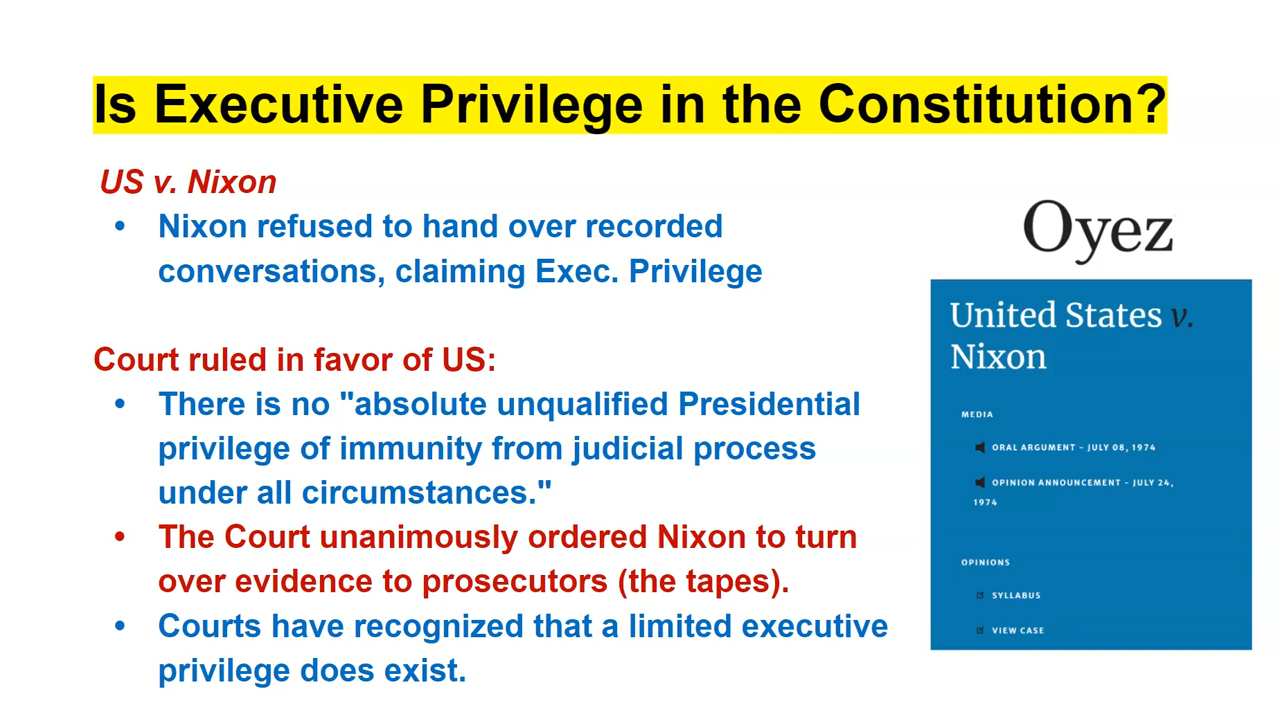 Is Executive Privilege in the Constitution?
US v. Nixon
• Nixon refused to hand over recorded
conversations, claiming Exec. Privilege
Court ruled in favor of US:
• There is no "absolute unqualified Presidential
privilege of immunity from judicial process
under all circumstances."
• The Court unanimously ordered Nixon to turn
over evidence to prosecutors (the tapes).
• Courts have recognized that a limited executive
privilege does exist.
Oyez
United States v.
Nixon
MEDIA
ORAL ARGUMENT – JULY 08, 1974
OPINION ANNOUNCEMENT – JULY 24,
1974
OPINIONS
SYLLABUS
VIEW CASE